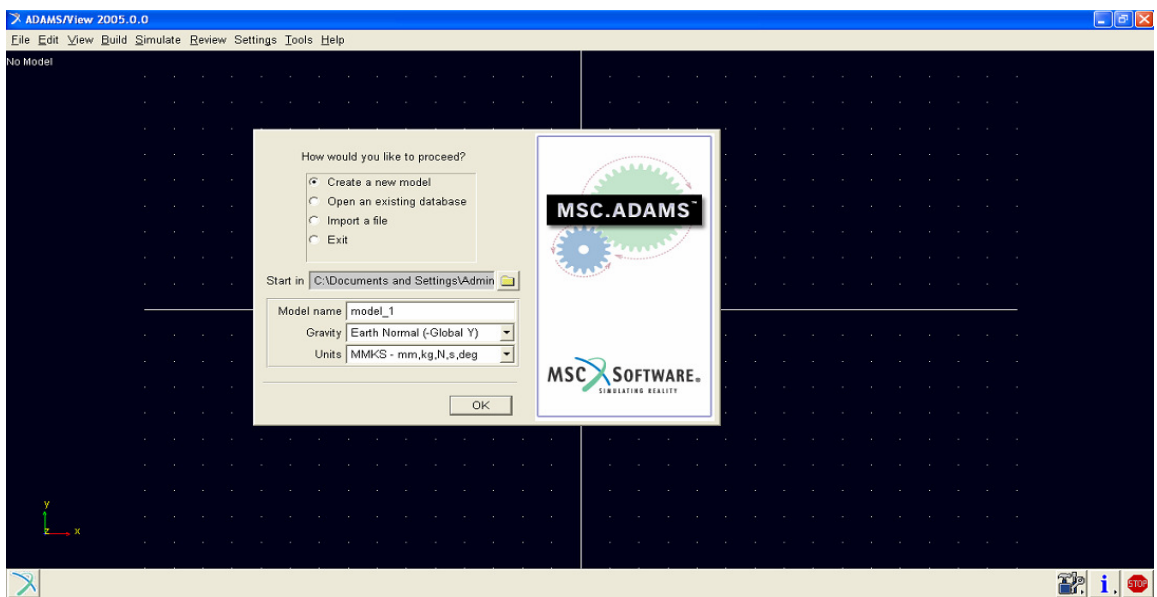 ADAMS/View 2005.0.0
File Edit View Build Simulate Review Settings Tools Help
No Model
How would you like to proceed?
Create a new model
Open an existing database
Import a file
Exit
Start in C:\Documents and Settings\Admin
Model name model_1
Gravity Earth Normal (-Global Y)
Units MMKS - mm,kg,N,s,deg
OK
MSC.ADAMS™
MSC SOFTWARE®
SIMULATING REALITY
y
z x
i
STOP